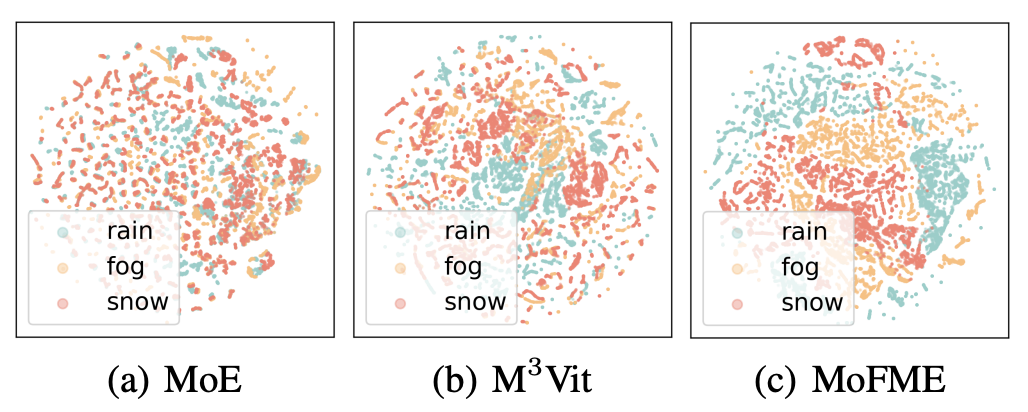 rain
fog
snow
rain
fog
snow
rain
fog
snow
(a) MoE
(b) M³Vit
(c) MoFME